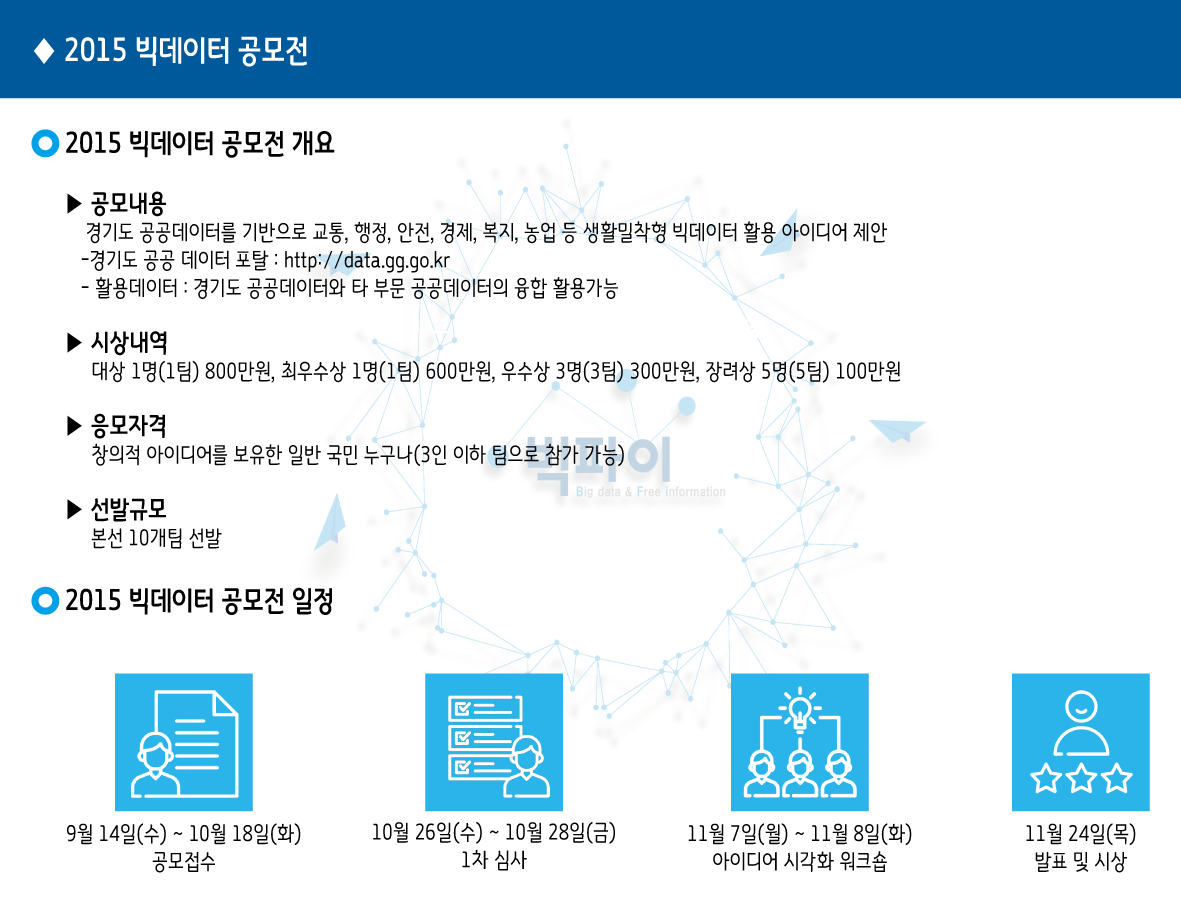 ◆ 2015 빅데이터 공모전
2015 빅데이터 공모전 개요
▶ 공모내용
경기도 공공데이터를 기반으로 교통, 행정, 안전, 경제, 복지, 농업 등 생활밀착형 빅데이터 활용 아이디어 제안
-경기도 공공 데이터 포탈 : http://data.gg.go.kr
- 활용데이터 : 경기도 공공데이터와 타 부문 공공데이터의 융합 활용가능
▶ 시상내역
대상 1명(1팀) 800만원, 최우수상 1명(1팀) 600만원, 우수상 3명(3팀) 300만원, 장려상 5명(5팀) 100만원
▶ 응모자격
창의적 아이디어를 보유한 일반 국민 누구나(3인 이하 팀으로 참가 가능)
빅파이
Big data & Free information
▶ 선발규모
본선 10개팀 선발
2015 빅데이터 공모전 일정
9월 14일(수) ~ 10월 18일(화)
공모접수
10월 26일(수) ~ 10월 28일(금)
1차 심사
11월 7일(월) ~ 11월 8일(화)
아이디어 시각화 워크숍
11월 24일(목)
발표 및 시상